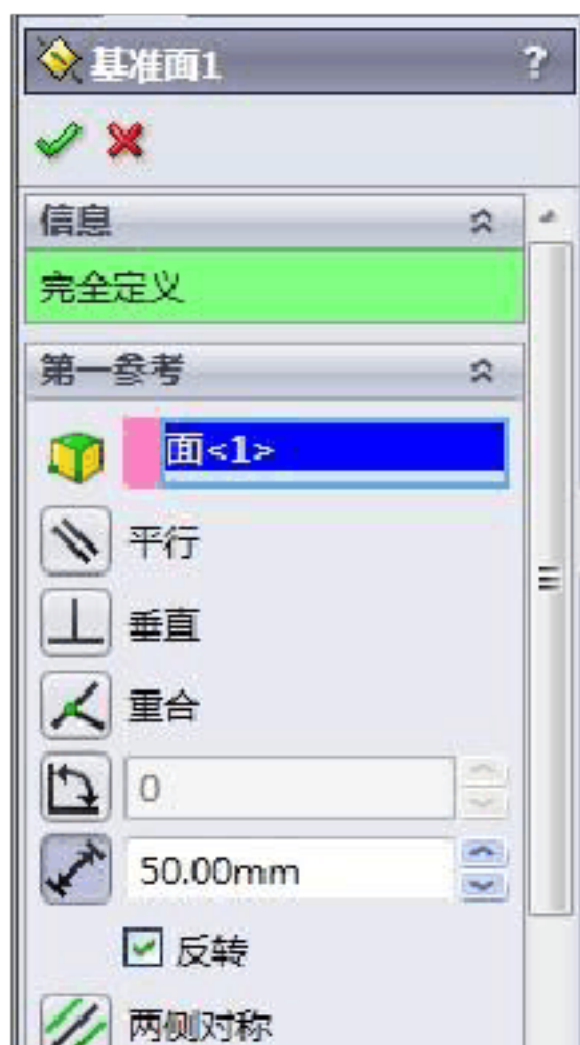 基准面1 ?
信息
完全定义
第一参考
面<1>
平行
垂直
重合
0
50.00mm
反转
两侧对称